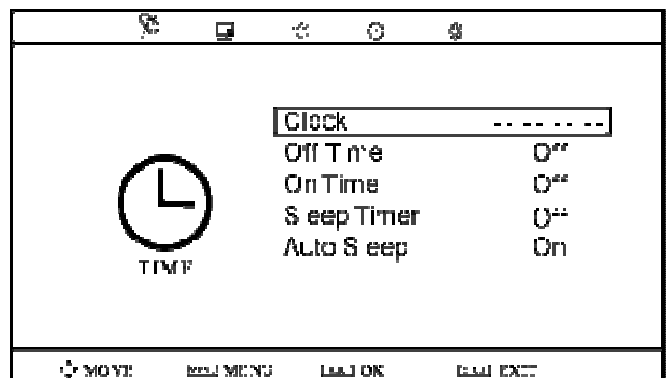 Clock -- -- -- --
Off Time Off
On Time Off
Sleep Timer Off
Auto Sleep On
TIME
MOVE MENU OK EXIT